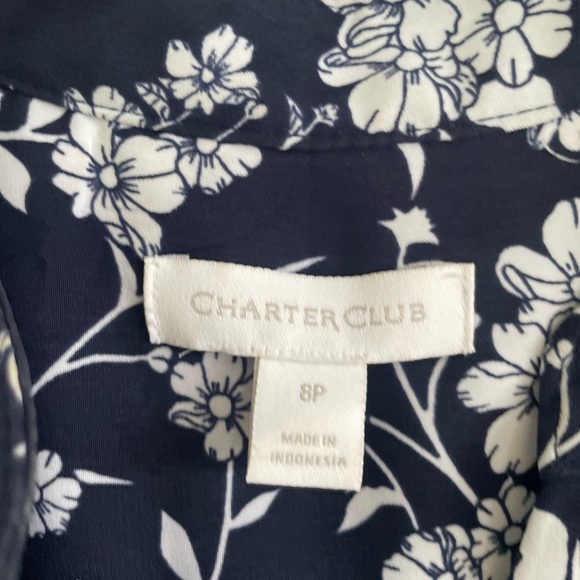 CHARTER CLUB
8P
MADE IN
INDONESIA